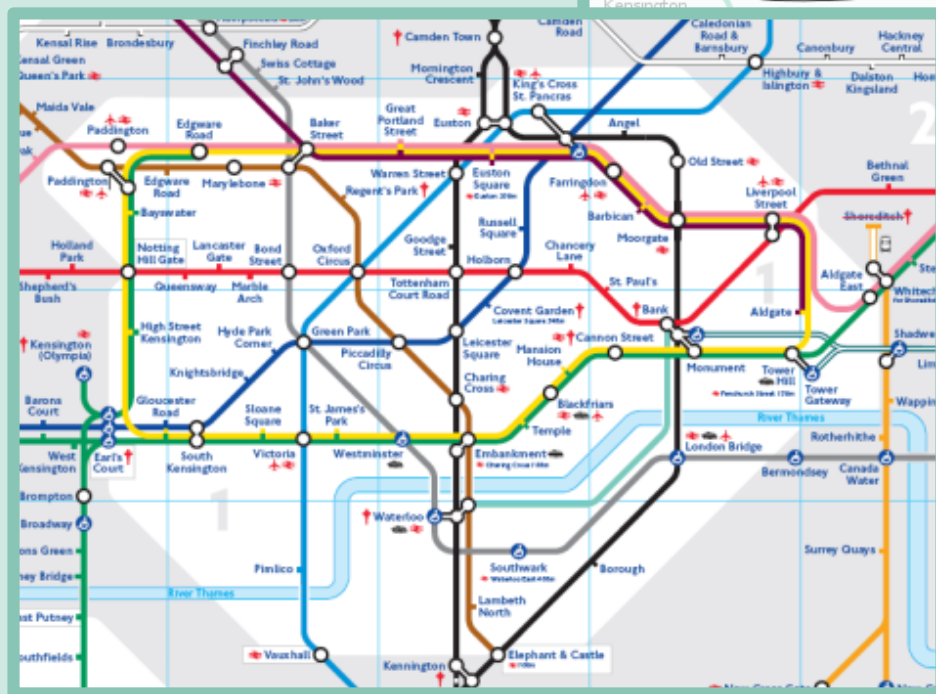 Kensington
Camden Town
Camden
Road
Caledonian
Road &
Barnsbury
Canonbury
Hackney
Central
Kensal Rise
Brondesbury
Finchley Road
Kensal Green
Queen's Park
Swiss Cottage
St. John's Wood
Mornington
Crescent
King's Cross
St. Pancras
Highbury &
Islington
Dalston
Kingsland
Maida Vale
Paddington
Edgware
Road
Baker
Street
Great
Portland
Street
Euston
Angel
Old Street
2
Bethnal
Green
Paddington
Edgware
Road
Marylebone
Regent's Park
Warren Street
Euston
Square
Farringdon
Liverpool
Street
Barbican
Shoreditch
Bayswater
Russell
Square
Moorgate
Holland
Park
Notting
Hill Gate
Lancaster
Gate
Bond
Street
Oxford
Circus
Goodge
Street
Holborn
Chancery
Lane
Aldgate
East
Shepherd's
Bush
Queensway
Marble
Arch
Tottenham
Court Road
St. Paul's
1
Covent Garden
Bank
Aldgate
Kensington
(Olympia)
High Street
Kensington
Hyde Park
Corner
Green Park
Piccadilly
Circus
Leicester
Square
Mansion
House
Cannon Street
Knightsbridge
Charing
Cross
Monument
Tower
Hill
Tower
Gateway
Barons
Court
Gloucester
Road
Sloane
Square
St. James's
Park
Blackfriars
Temple
River Thames
West
Kensington
Earl's
Court
South
Kensington
Victoria
Westminster
Embankment
London Bridge
Bermondsey
Rotherhithe
Canada
Water
Brompton
1
Waterloo
Broadway
Pimlico
Southwark
Borough
Surrey Quays
River Thames
Lambeth
North
Vauxhall
Kennington
Elephant & Castle